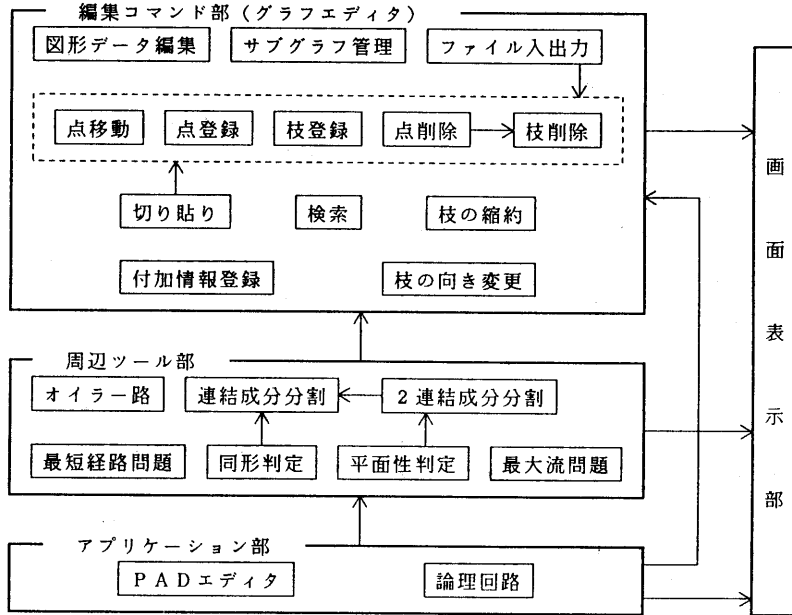 編集コマンド部（グラフエディタ）
図形データ編集 サブグラフ管理 ファイル入出力
点移動 点登録 枝登録 点削除 枝削除
切り貼り 検索 枝の縮約
付加情報登録 枝の向き変更
周辺ツール部
オイラー路 連結成分分割 2連結成分分割
最短経路問題 同形判定 平面性判定 最大流問題
アプリケーション部
PADエディタ 論理回路
画面表示部